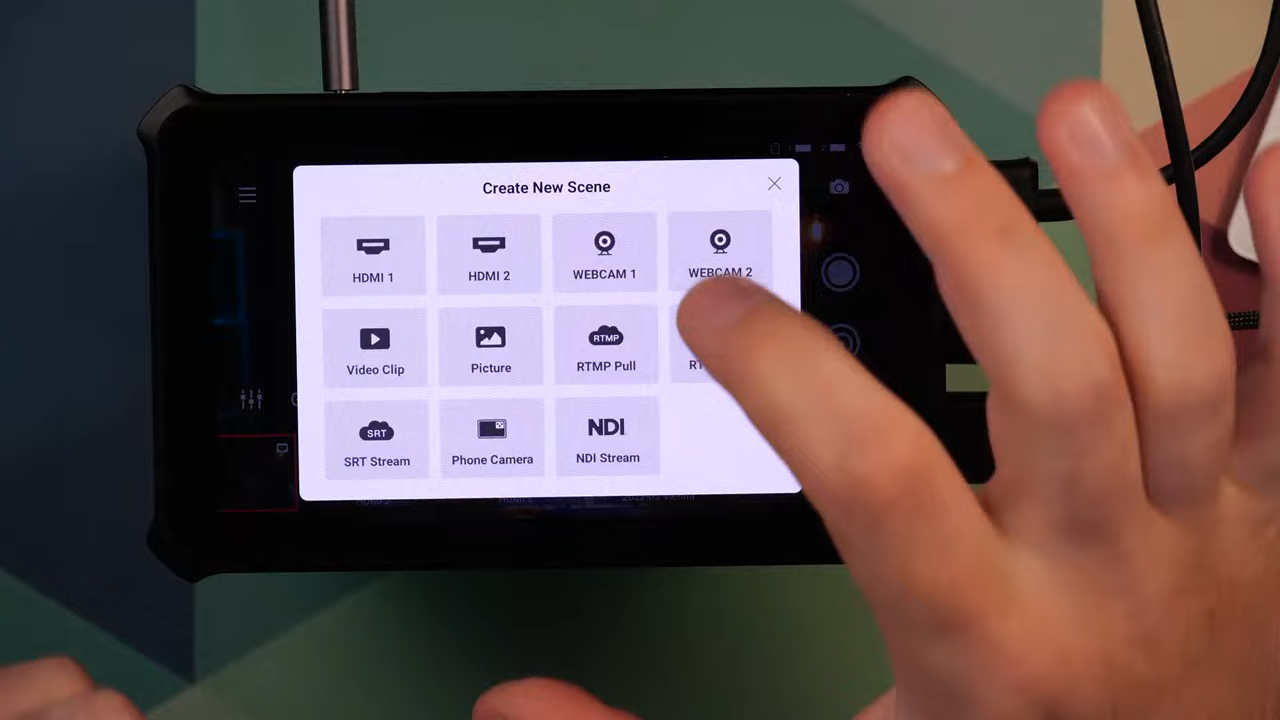 Create New Scene
HDMI 1
HDMI 2
WEBCAM 1
WEBCAM 2
Video Clip
Picture
RTMP
RTMP Pull
RT
SRT
SRT Stream
Phone Camera
NDI
NDI Stream